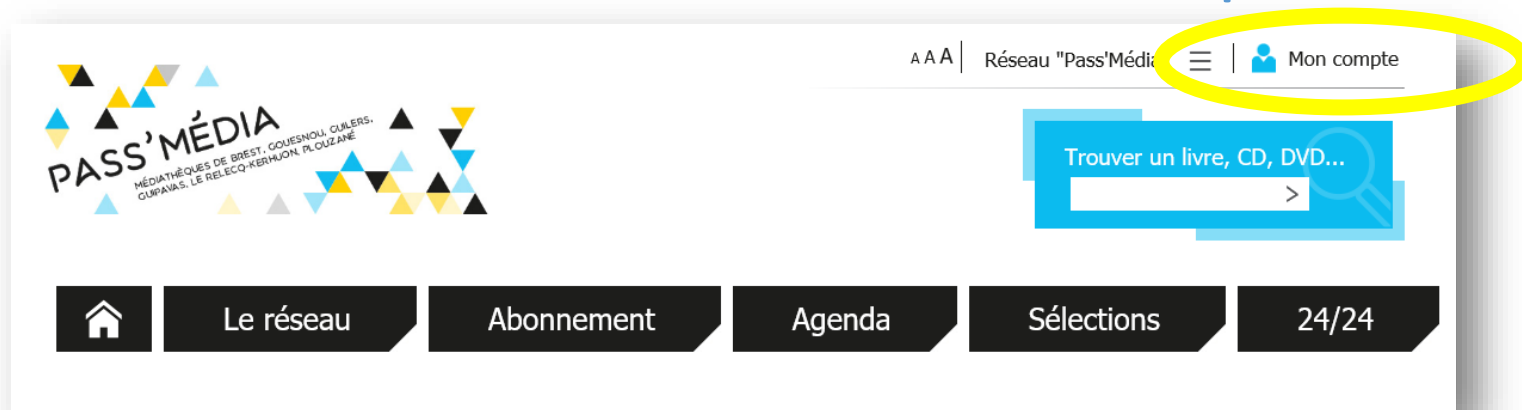 A A A Réseau "Pass'Média Mon compte
PASS'MÉDIA
MÉDIATHÈQUES DE BREST, GOUESNOU, GUILERS,
GUIPAVAS, LE RELECQ-KERHUON, PLOUZANÉ
Trouver un livre, CD, DVD...
>
Le réseau Abonnement Agenda Sélections 24/24